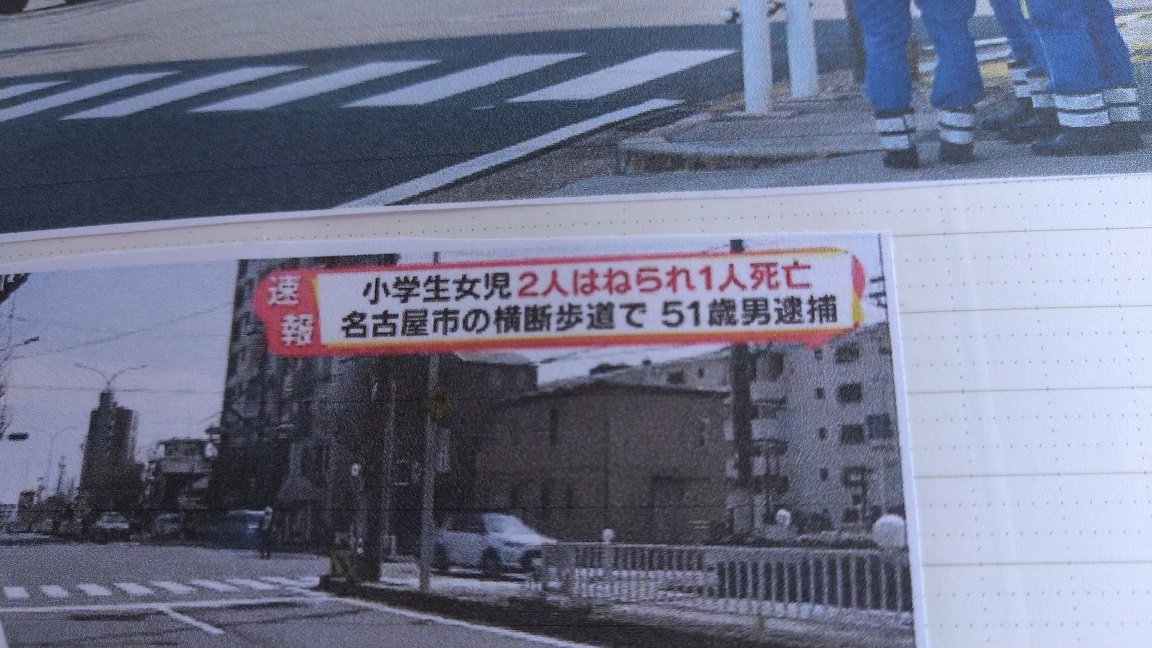 速報
小学生女児2人はねられ1人死亡
名古屋市の横断歩道で 51歳男逮捕